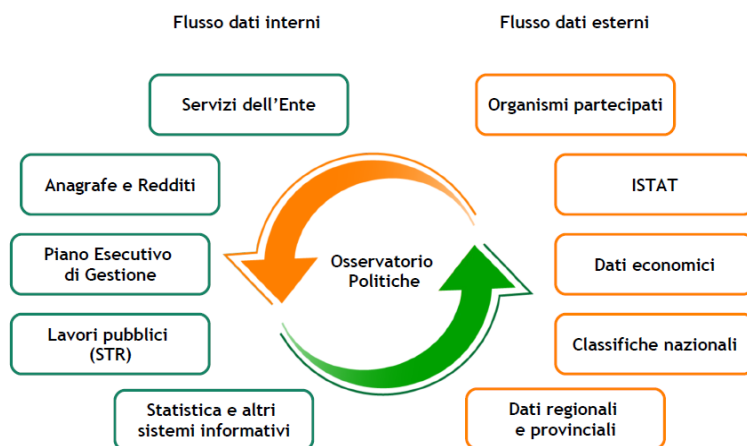 Flusso dati interni
Flusso dati esterni
Servizi dell'Ente
Organismi partecipati
Anagrafe e Redditi
ISTAT
Piano Esecutivo
di Gestione
Osservatorio
Politiche
Dati economici
Lavori pubblici
(STR)
Classifiche nazionali
Statistica e altri
sistemi informativi
Dati regionali
e provinciali